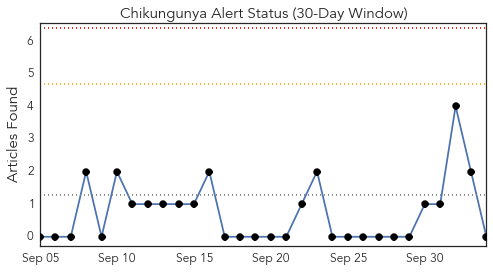 Chikungunya Alert Status (30-Day Window)
Articles Found
6
5
4
3
2
1
0
Sep 05 Sep 10 Sep 15 Sep 20 Sep 25 Sep 30